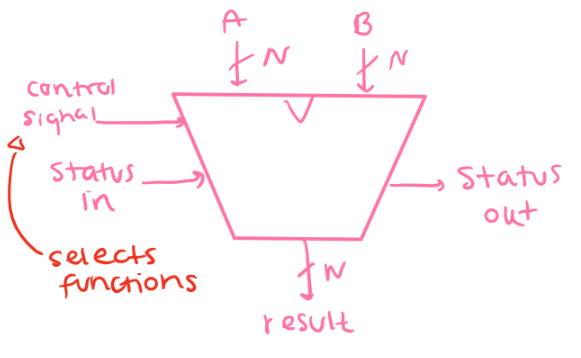 A
B
N
N
control
signal
status
in
status
out
selects
functions
N
result